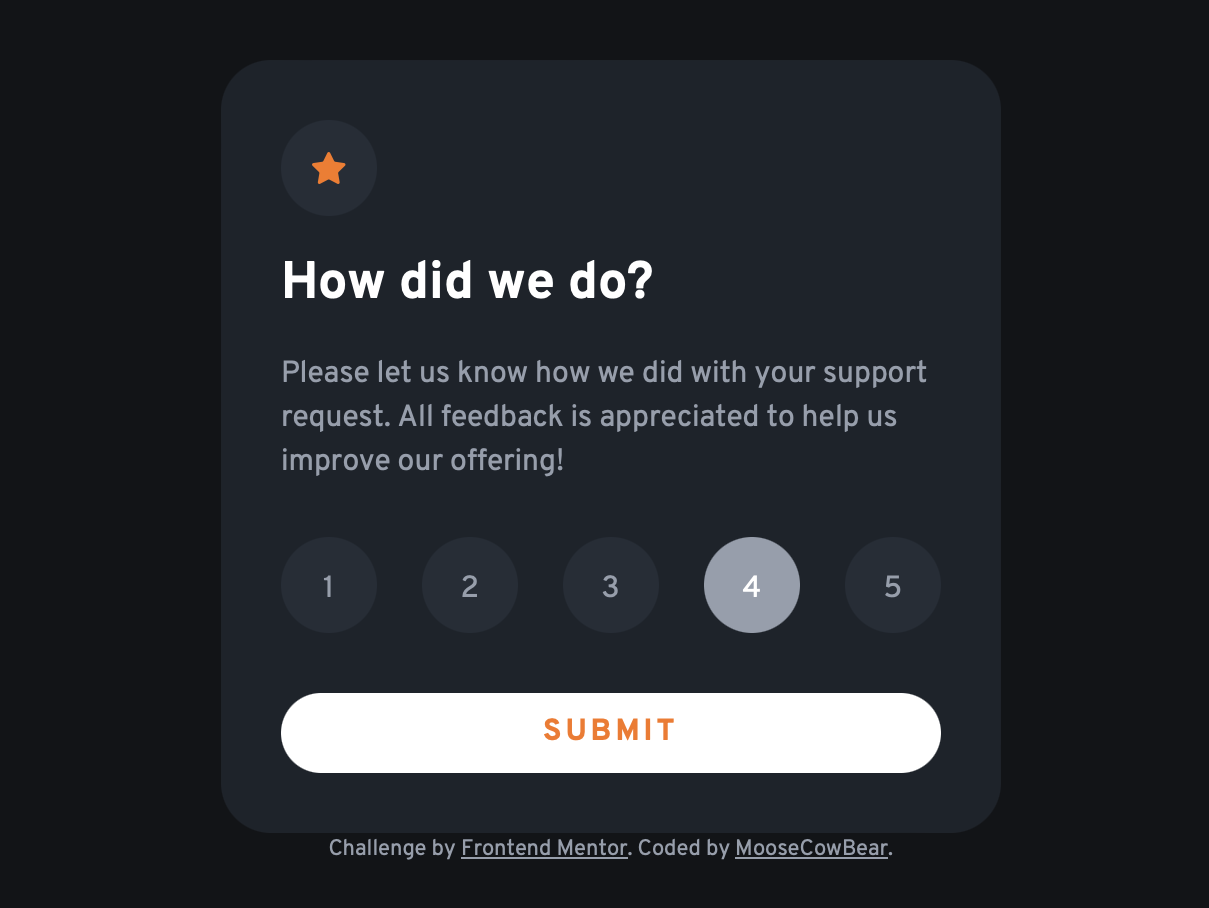 How did we do?
Please let us know how we did with your support
request. All feedback is appreciated to help us
improve our offering!
1 2 3 4 5
SUBMIT
Challenge by Frontend Mentor. Coded by MooseCowBear.